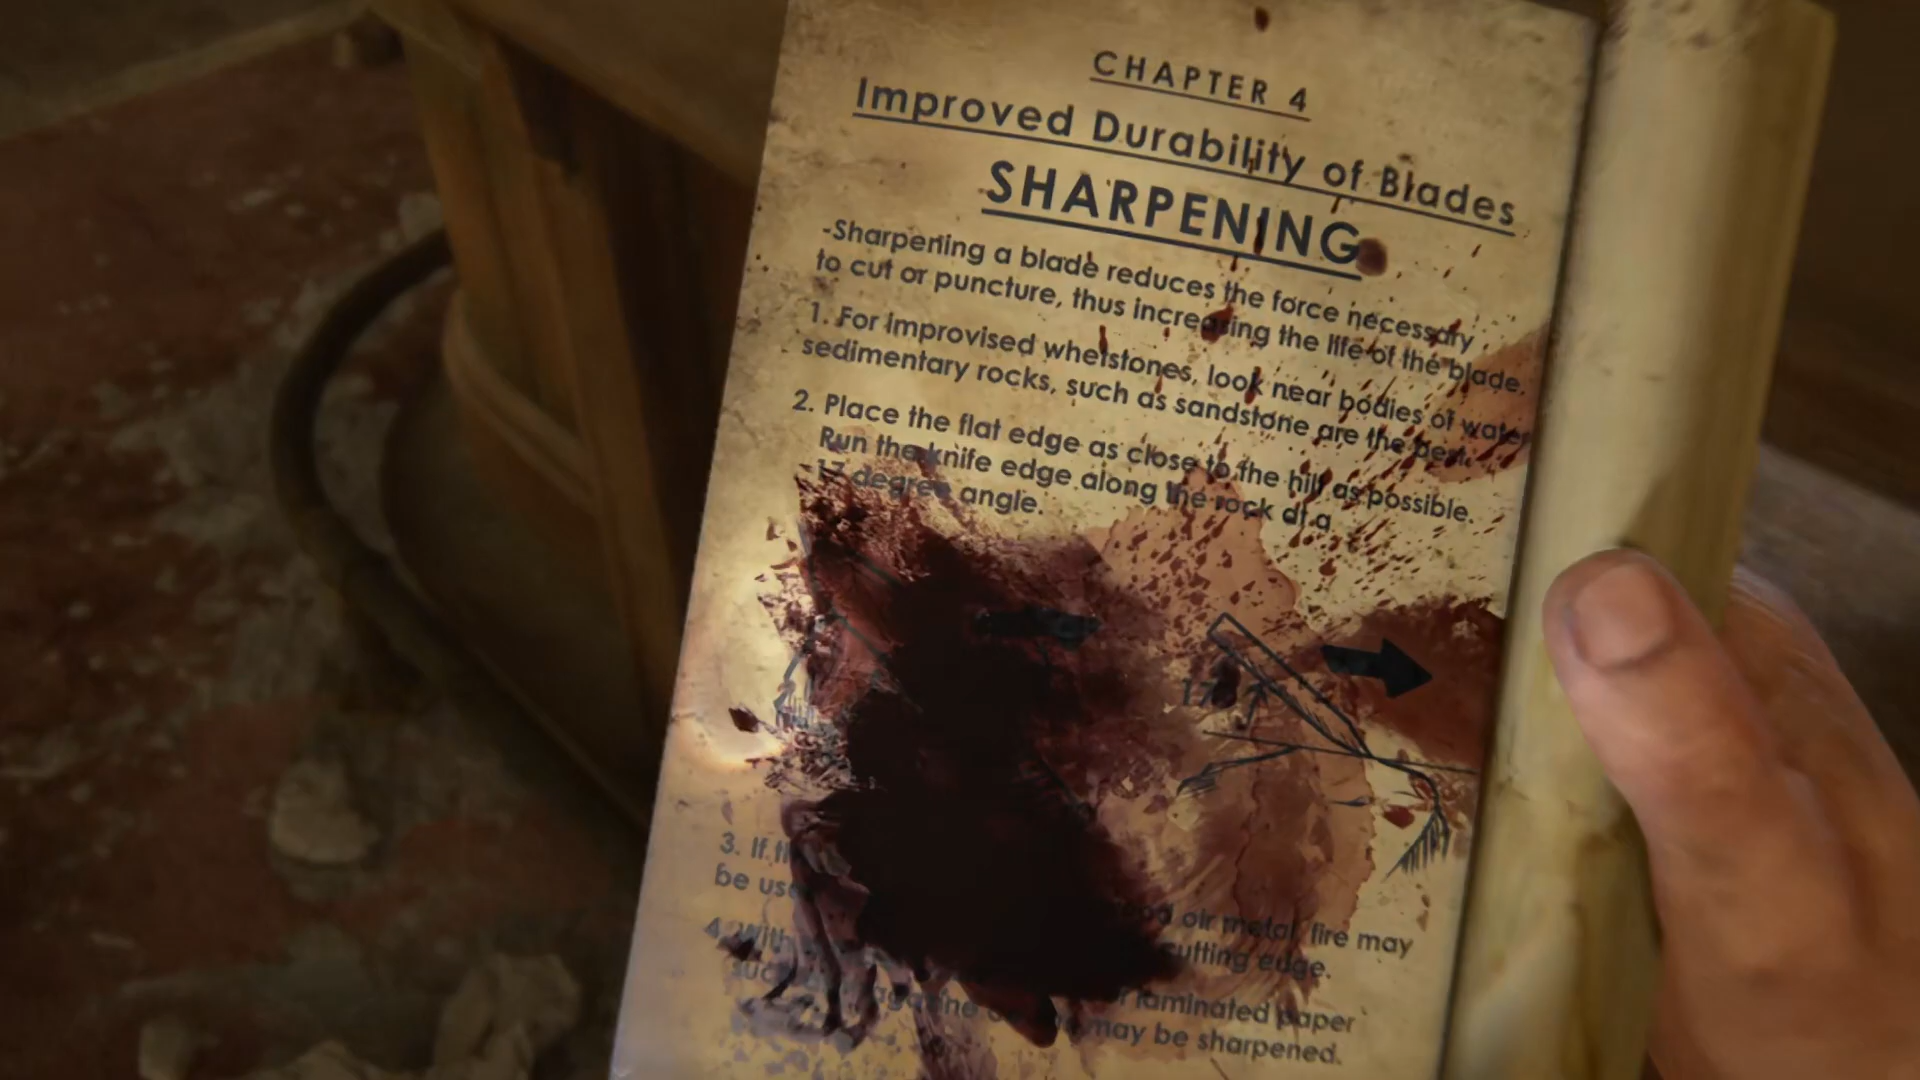 CHAPTER 4
Improved Durability of Blades
SHARPENING
-Sharpening a blade reduces the force necessary
to cut or puncture, thus increasing the life of the blade.
1. For improvised whetstones, look near bodies of water
sedimentary rocks, such as sandstone are the best.
2. Place the flat edge as close to the hilt as possible.
Run the knife edge along the rock at a
17 degree angle.
17
3. If
be
oir metal, fire may
cutting edge.
4. With
laminated paper
may be sharpened.